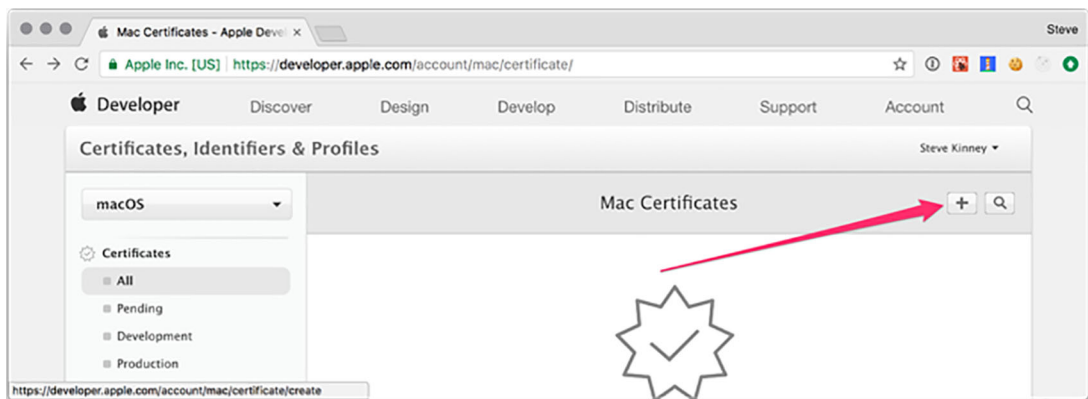 Mac Certificates - Apple Devel
Steve
Apple Inc. [US] https://developer.apple.com/account/mac/certificate/
Developer Discover Design Develop Distribute Support Account
Certificates, Identifiers & Profiles
Steve Kinney
macOS
Mac Certificates
Certificates
All
Pending
Development
Production
https://developer.apple.com/account/mac/certificate/create